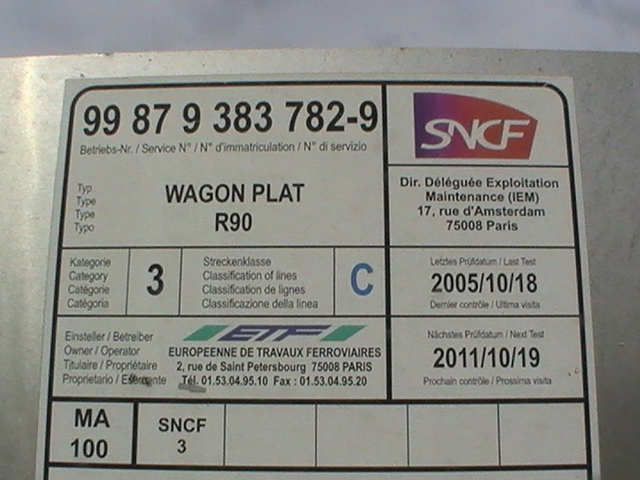 99 87 9 383 782-9
Betriebs-Nr. / Service N° / N° d'immatriculation / N° di servizio
SNCF
Typ
Type
Type
Typo
WAGON PLAT
R90
Dir. Déléguée Exploitation
Maintenance (IEM)
17, rue d'Amsterdam
75008 Paris
Kategorie
Category
Catégorie
Catégoria
3
Streckenklasse
Classification of lines
Classification de lignes
Classificazione della linea
C
Letztes Prüfdatum / Last Test
2005/10/18
Dernier contrôle / Ultima visita
Einsteller / Betreiber
Owner / Operator
Titulaire / Propriétaire
Proprietario / Esercente
ETF
EUROPEENNE DE TRAVAUX FERROVIAIRES
2, rue de Saint Petersbourg 75008 PARIS
Tél. 01.53.04.95.10 Fax : 01.53.04.95.20
Nächstes Prüfdatum / Next Test
2011/10/19
Prochain contrôle / Prossima visita
MA
100
SNCF
3